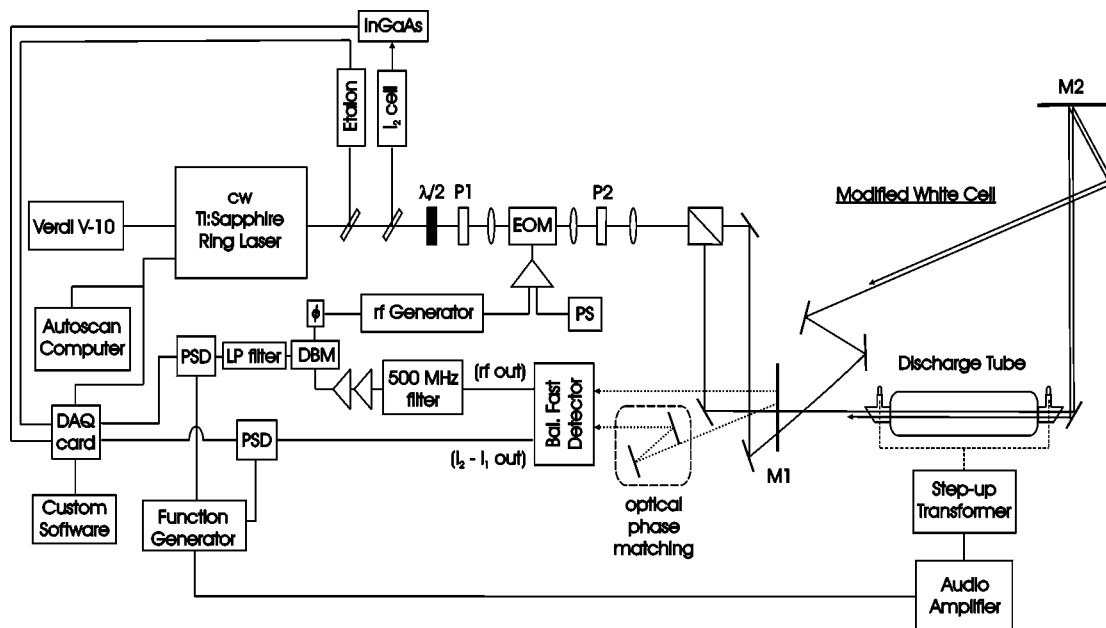 InGaAs
Etalon
I₂ cell
M2
Modified White Cell
λ/2
P1
P2
Verdi V-10
cw
Ti:Sapphire
Ring Laser
EOM
Autoscan
Computer
ϕ
rf Generator
PS
PSD
LP filter
DBM
500 MHz
filter
(rf out)
Bal. Fast
Detector
Discharge Tube
DAQ
card
PSD
(I₂ - I₁ out)
M1
optical
phase
matching
Custom
Software
Function
Generator
Step-up
Transformer
Audio
Amplifier